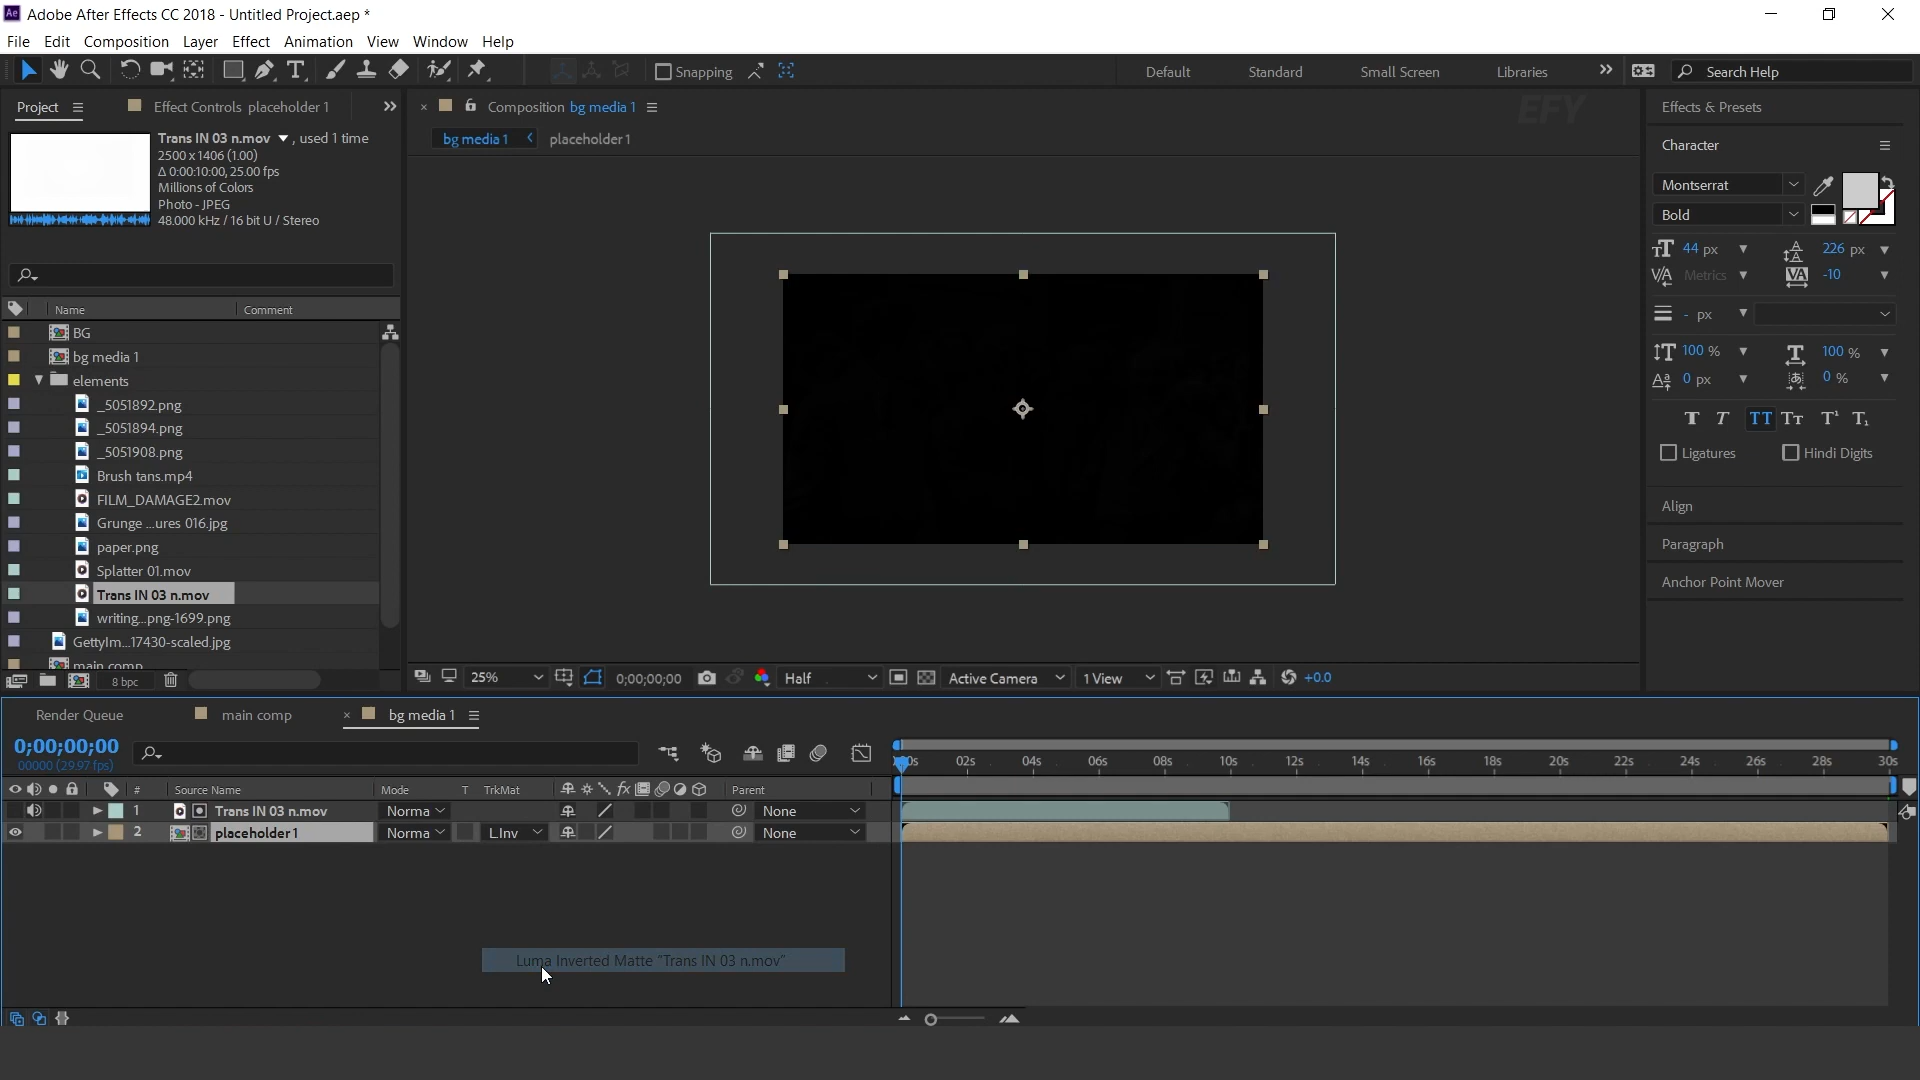 Ae Adobe After Effects CC 2018 - Untitled Project.aep *
File Edit Composition Layer Effect Animation View Window Help
Snapping Default Standard Small Screen Libraries Search Help
Project Effect Controls placeholder 1
Composition bg media 1
EFY
bg media 1 placeholder 1
Trans IN 03 n.mov , used 1 time
2500 x 1406 (1.00)
Δ 0:00:10:00, 25.00 fps
Millions of Colors
Photo - JPEG
48.000 kHz / 16 bit U / Stereo
Name Comment
BG
bg media 1
elements
_5051892.png
_5051894.png
_5051908.png
Brush tans.mp4
FILM_DAMAGE2.mov
Grunge ...ures 016.jpg
paper.png
Splatter 01.mov
Trans IN 03 n.mov
writing...png-1699.png
GettyIm...17430-scaled.jpg
main comp
8 bpc
25% 0;00;00;00 Half Active Camera 1 View +0.0
Effects & Presets
Character
Montserrat
Bold
44 px 226 px
Metrics -10
- px
100 % 100 %
0 px 0 %
T T TT Tt T¹ T₁
Ligatures Hindi Digits
Align
Paragraph
Anchor Point Mover
Render Queue main comp bg media 1
0;00;00;00
00000 (29.97 fps)
02s 04s 06s 08s 10s 12s 14s 16s 18s 20s 22s 24s 26s 28s 30s
# Source Name Mode T TrkMat fx Parent
1 Trans IN 03 n.mov Norma None
2 placeholder 1 Norma L.Inv None
Luma Inverted Matte "Trans IN 03 n.mov"